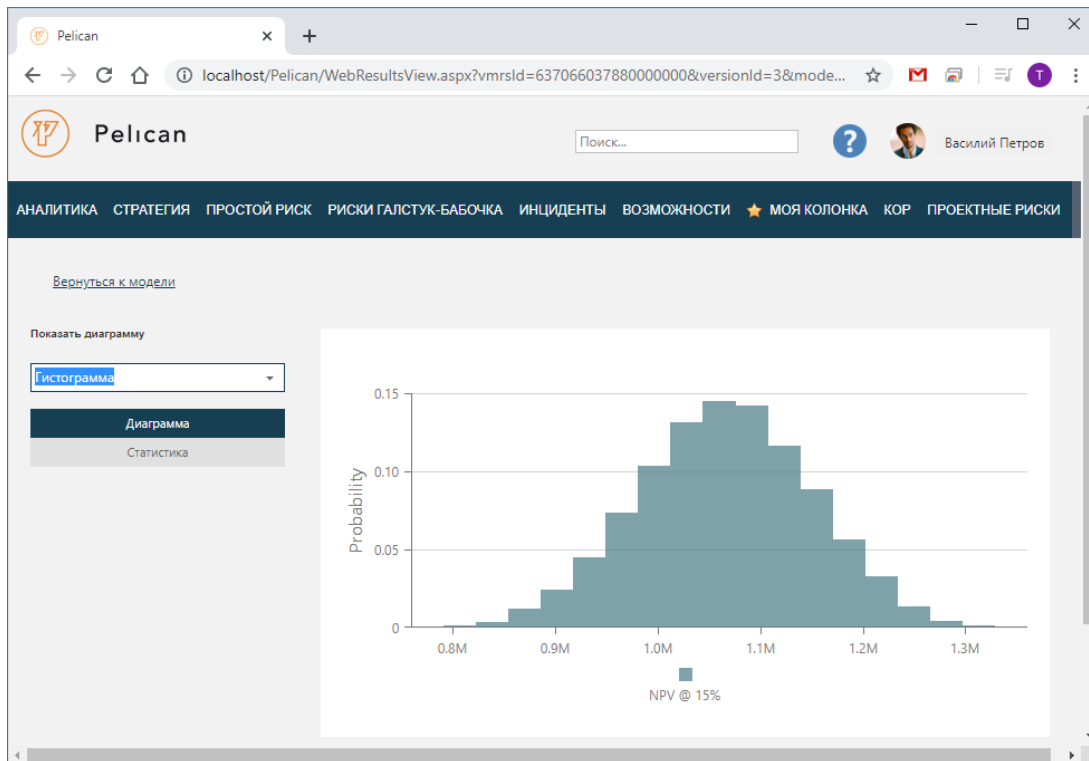 Pelican
localhost/Pelican/WebResultsView.aspx?vmrsId=637066037880000000&versionId=3&mode...
T
Pelican
Поиск...
?
Василий Петров
АНАЛИТИКА СТРАТЕГИЯ ПРОСТОЙ РИСК РИСКИ ГАЛСТУК-БАБОЧКА ИНЦИДЕНТЫ ВОЗМОЖНОСТИ МОЯ КОЛОНКА КОР ПРОЕКТНЫЕ РИСКИ
Вернуться к модели
Показать диаграмму
Гистограмма
Диаграмма
Статистика
Probability
0.15
0.10
0.05
0
0.8M 0.9M 1.0M 1.1M 1.2M 1.3M
NPV @ 15%